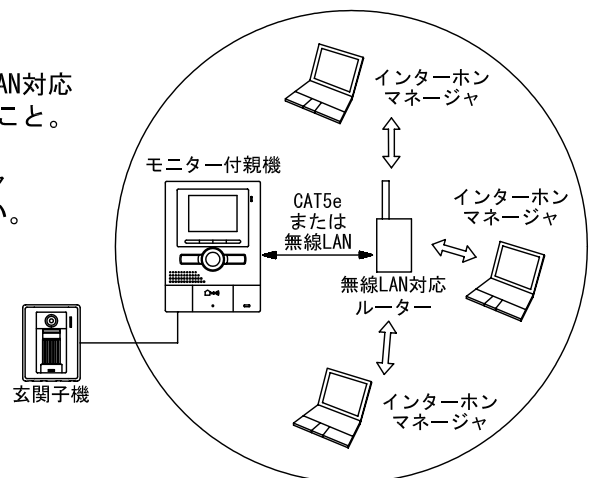 AN対応
こと。
い。
モニター付親機
CAT5e
または
無線LAN
インターホン
マネージャ
インターホン
マネージャ
無線LAN対応
ルーター
玄関子機
インターホン
マネージャ